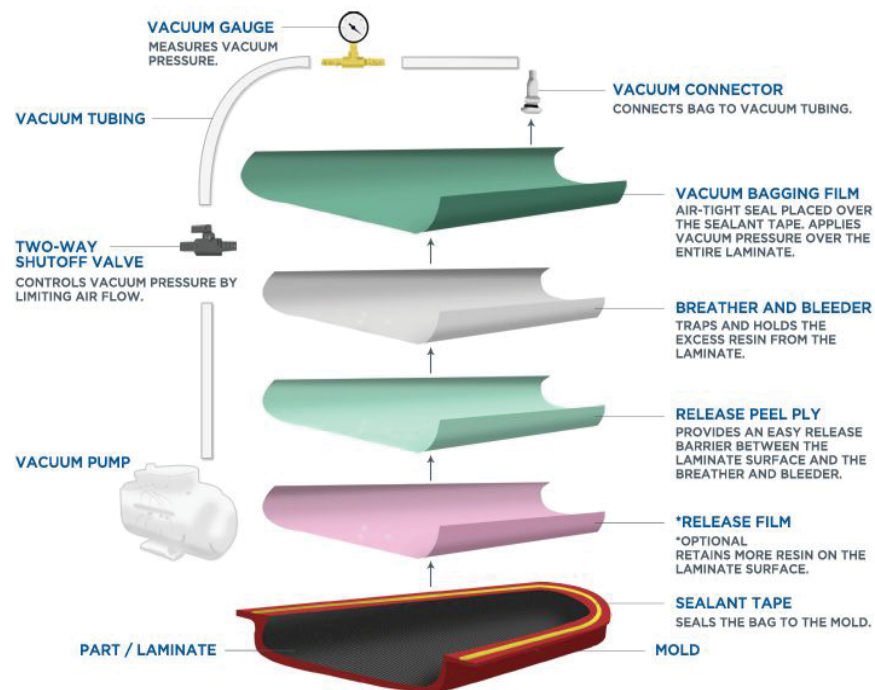 VACUUM GAUGE
MEASURES VACUUM
PRESSURE.
VACUUM CONNECTOR
CONNECTS BAG TO VACUUM TUBING.
VACUUM TUBING
VACUUM BAGGING FILM
AIR-TIGHT SEAL PLACED OVER
THE SEALANT TAPE. APPLIES
VACUUM PRESSURE OVER THE
ENTIRE LAMINATE.
TWO-WAY
SHUTOFF VALVE
CONTROLS VACUUM PRESSURE BY
LIMITING AIR FLOW.
BREATHER AND BLEEDER
TRAPS AND HOLDS THE
EXCESS RESIN FROM THE
LAMINATE.
RELEASE PEEL PLY
PROVIDES AN EASY RELEASE
BARRIER BETWEEN THE
LAMINATE SURFACE AND THE
BREATHER AND BLEEDER.
VACUUM PUMP
*RELEASE FILM
*OPTIONAL
RETAINS MORE RESIN ON THE
LAMINATE SURFACE.
SEALANT TAPE
SEALS THE BAG TO THE MOLD.
PART / LAMINATE
MOLD